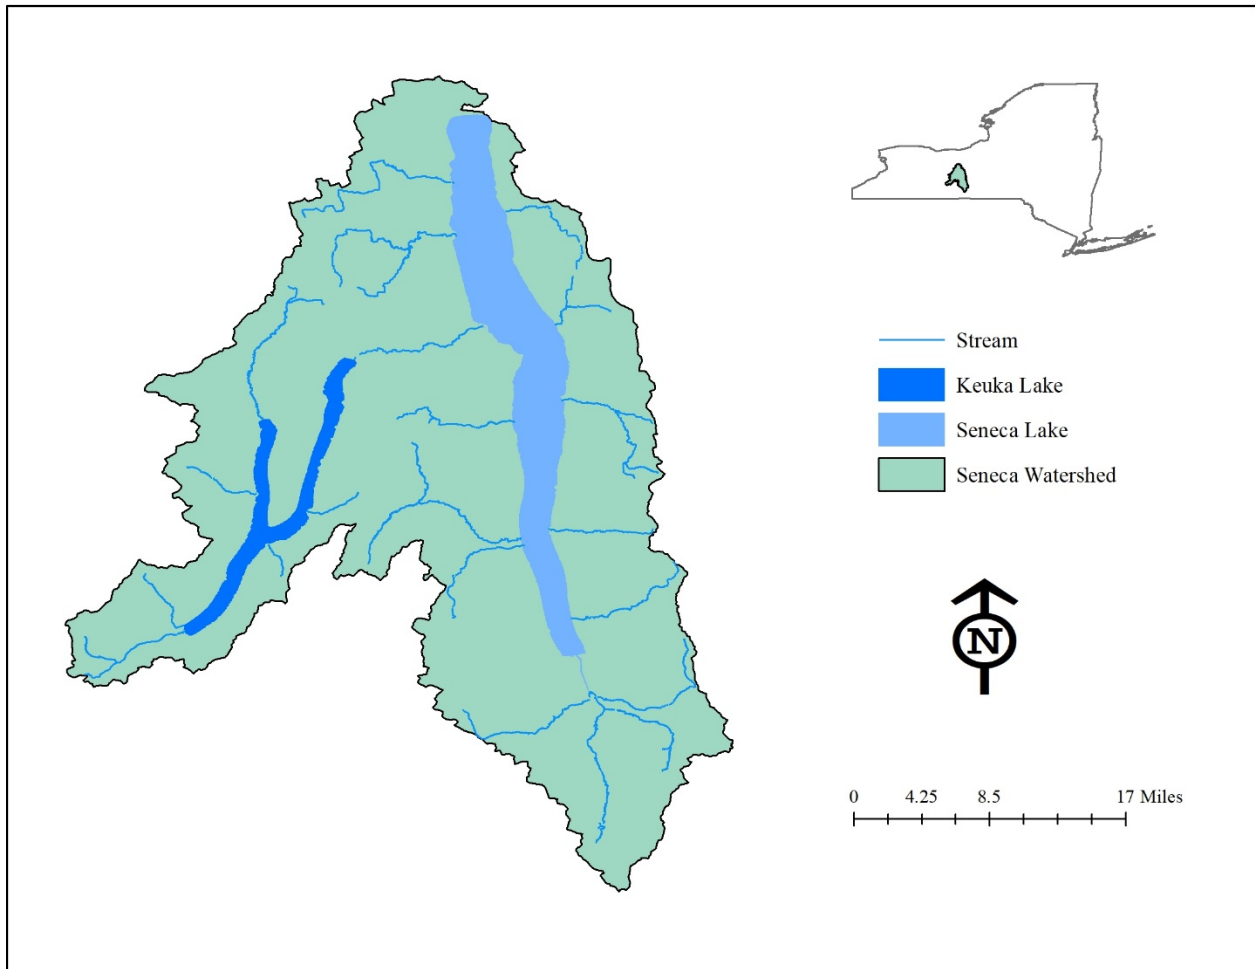 Stream
Keuka Lake
Seneca Lake
Seneca Watershed
N
0 4.25 8.5 17 Miles